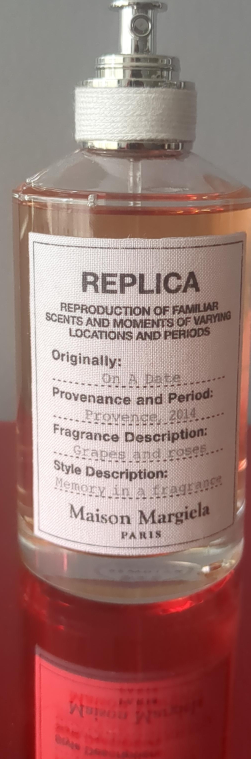 REPLICA
REPRODUCTION OF FAMILIAR
SCENTS AND MOMENTS OF VARYING
LOCATIONS AND PERIODS
Originally:
On A Date
Provenance and Period:
Provence, 2014
Fragrance Description:
Grapes and roses
Style Description:
Memory in a fragrance
Maison Margiela
PARIS